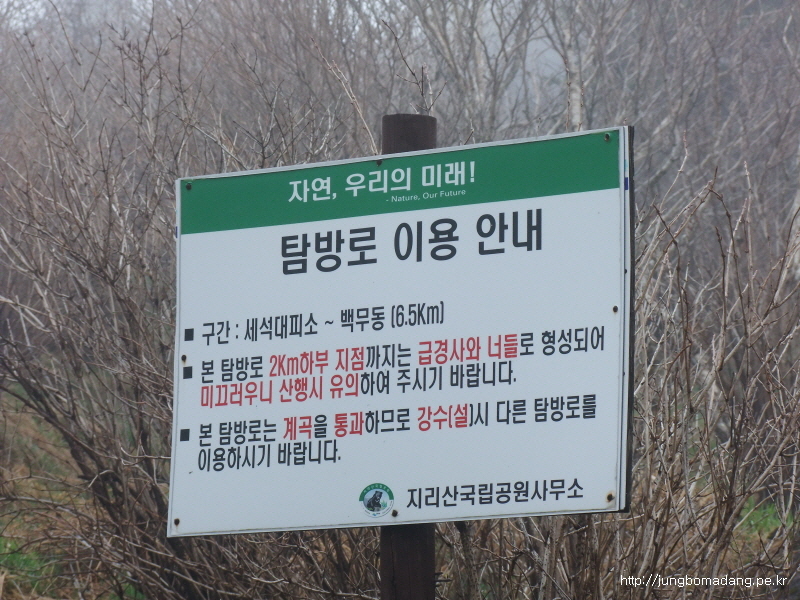 자연, 우리의 미래!
- Nature, Our Future
탐방로 이용 안내
■ 구간 : 세석대피소 ~ 백무동 (6.5Km)
■ 본 탐방로 2Km하부 지점까지는 급경사와 너들로 형성되어
미끄러우니 산행시 유의하여 주시기 바랍니다.
■ 본 탐방로는 계곡을 통과하므로 강수(설)시 다른 탐방로를
이용하시기 바랍니다.
지리산국립공원사무소
http://jungbomadang.pe.kr